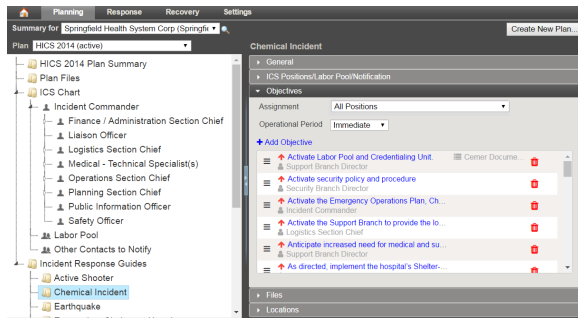 Planning Response Recovery Settings
Summary for Springfield Health System Corp (Springfie
Create New Plan...
Plan HICS 2014 (active)
HICS 2014 Plan Summary
Plan Files
ICS Chart
Incident Commander
Finance / Administration Section Chief
Liaison Officer
Logistics Section Chief
Medical - Technical Specialist(s)
Operations Section Chief
Planning Section Chief
Public Information Officer
Safety Officer
Labor Pool
Other Contacts to Notify
Incident Response Guides
Active Shooter
Chemical Incident
Earthquake
Chemical Incident
General
ICS Positions/Labor Pool/Notification
Objectives
Assignment All Positions
Operational Period Immediate
+ Add Objective
Activate Labor Pool and Credentialing Unit. Cerner Docume...
Support Branch Director
Activate security policy and procedure
Security Branch Director
Activate the Emergency Operations Plan, Ch...
Incident Commander
Activate the Support Branch to provide the lo...
Logistics Section Chief
Anticipate increased need for medical and su...
Support Branch Director
As directed, implement the hospital's Shelter-...
Files
Locations